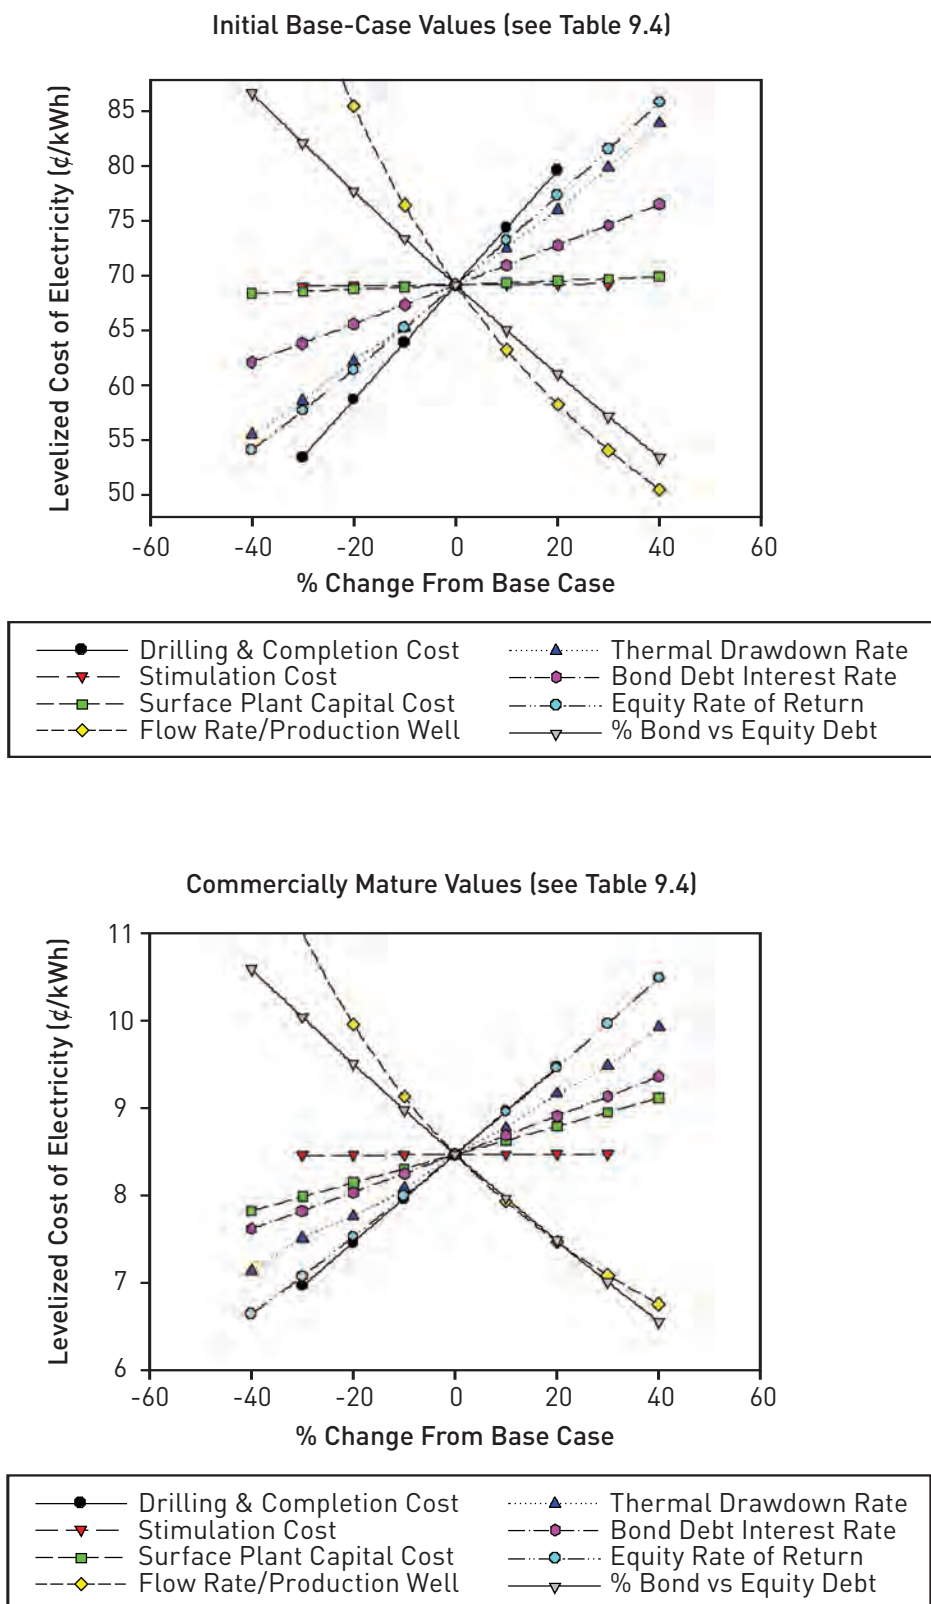 Initial Base-Case Values (see Table 9.4)
Levelized Cost of Electricity (¢/kWh)
85
80
75
70
65
60
55
50
-60 -40 -20 0 20 40 60
% Change From Base Case
Drilling & Completion Cost
Stimulation Cost
Surface Plant Capital Cost
Flow Rate/Production Well
Thermal Drawdown Rate
Bond Debt Interest Rate
Equity Rate of Return
% Bond vs Equity Debt
Commercially Mature Values (see Table 9.4)
Levelized Cost of Electricity (¢/kWh)
11
10
9
8
7
6
-60 -40 -20 0 20 40 60
% Change From Base Case
Drilling & Completion Cost
Stimulation Cost
Surface Plant Capital Cost
Flow Rate/Production Well
Thermal Drawdown Rate
Bond Debt Interest Rate
Equity Rate of Return
% Bond vs Equity Debt